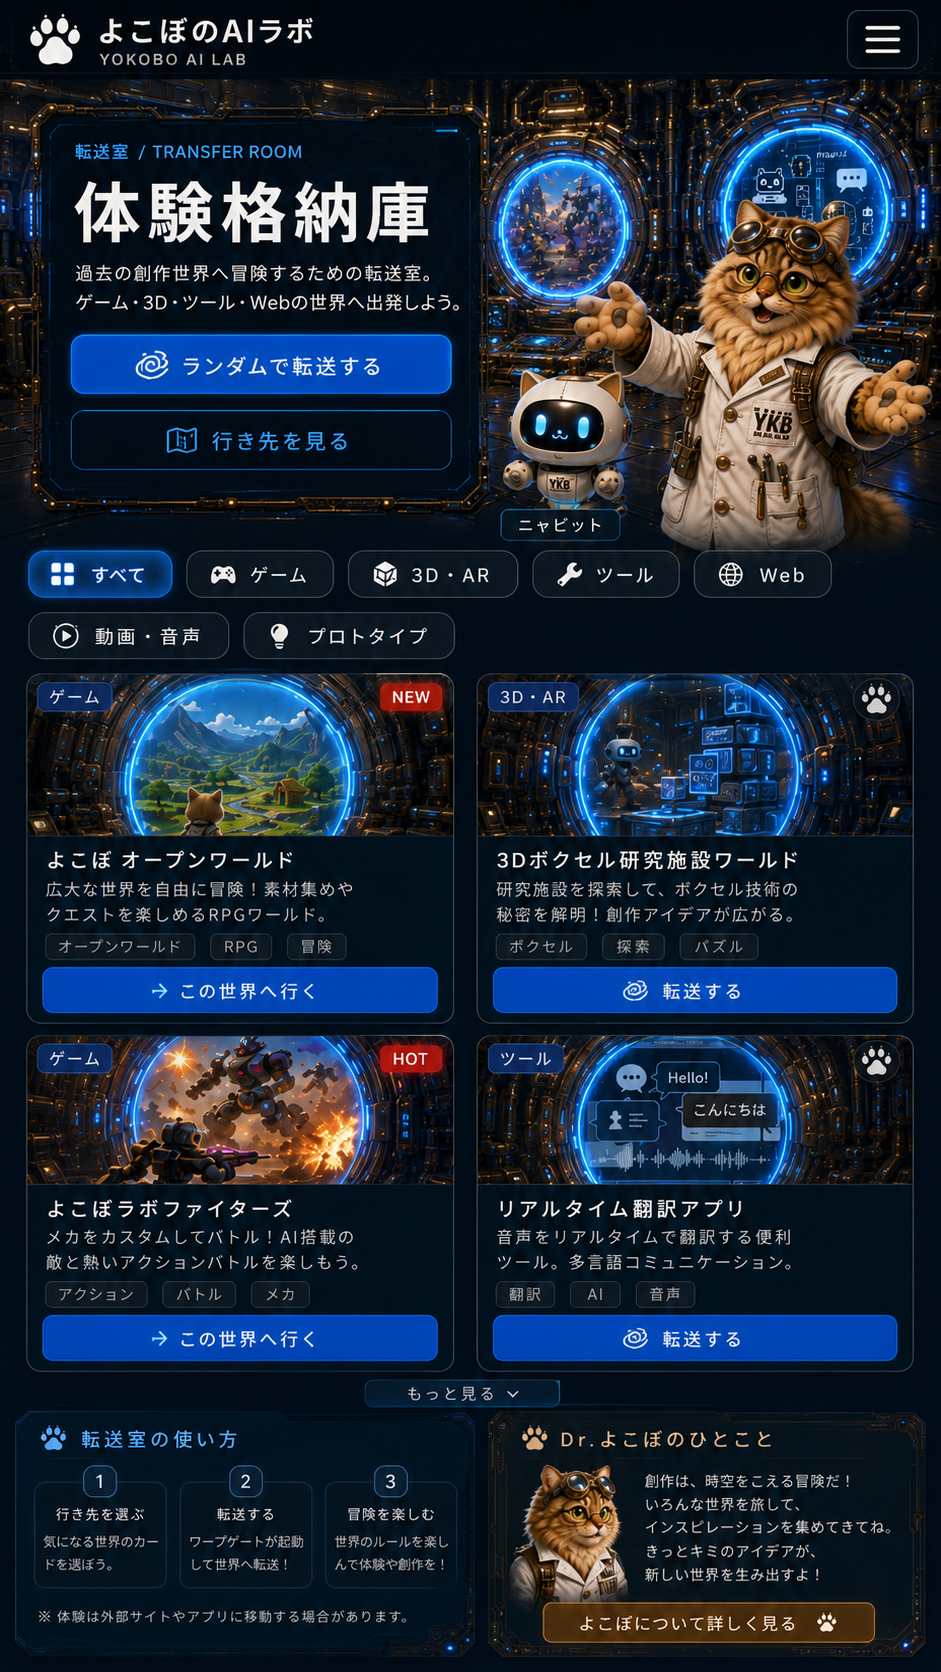 よこぼのAIラボ
YOKOBO AI LAB
転送室 / TRANSFER ROOM
体験格納庫
過去の創作世界へ冒険するための転送室。
ゲーム・3D・ツール・Webの世界へ出発しよう。
ランダムで転送する
行き先を見る
YKB
YKB
ニャビット
すべて
ゲーム
3D・AR
ツール
Web
動画・音声
プロトタイプ
ゲーム
NEW
よこぼ オープンワールド
広大な世界を自由に冒険！素材集めや
クエストを楽しめるRPGワールド。
オープンワールド
RPG
冒険
→ この世界へ行く
3D・AR
3Dボクセル研究施設ワールド
研究施設を探索して、ボクセル技術の
秘密を解明！創作アイデアが広がる。
ボクセル
探索
パズル
転送する
ゲーム
HOT
よこぼラボファイターズ
メカをカスタムしてバトル！AI搭載の
敵と熱いアクションバトルを楽しもう。
アクション
バトル
メカ
→ この世界へ行く
ツール
Hello!
こんにちは
リアルタイム翻訳アプリ
音声をリアルタイムで翻訳する便利
ツール。多言語コミュニケーション。
翻訳
AI
音声
転送する
もっと見る
転送室の使い方
1
行き先を選ぶ
気になる世界のカー
ドを選ぼう。
2
転送する
ワープゲートが起動
して世界へ転送！
3
冒険を楽しむ
世界のルールを楽し
んで体験や創作を！
※ 体験は外部サイトやアプリに移動する場合があります。
Dr.よこぼのひとこと
創作は、時空をこえる冒険だ！
いろんな世界を旅して、
インスピレーションを集めてきてね。
きっとキミのアイデアが、
新しい世界を生み出すよ！
よこぼについて詳しく見る